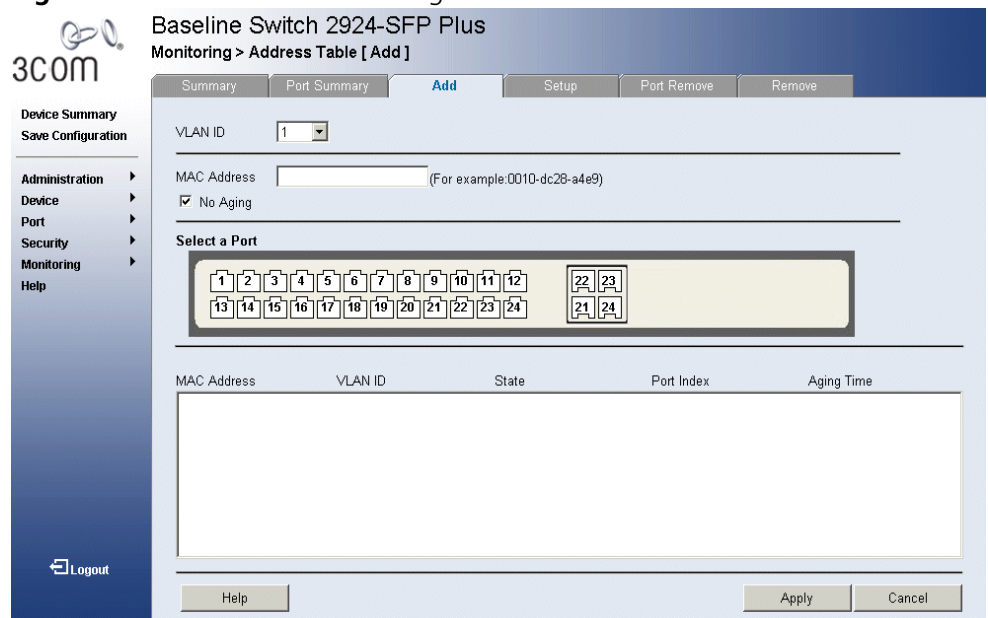 Baseline Switch 2924-SFP Plus
Monitoring > Address Table [ Add ]
3COM
Summary Port Summary Add Setup Port Remove Remove
Device Summary
Save Configuration
Administration
Device
Port
Security
Monitoring
Help
Logout
VLAN ID 1
MAC Address (For example:0010-dc28-a4e9)
No Aging
Select a Port
1 2 3 4 5 6 7 8 9 10 11 12 22 23
13 14 15 16 17 18 19 20 21 22 23 24 21 24
MAC Address VLAN ID State Port Index Aging Time
Help Apply Cancel